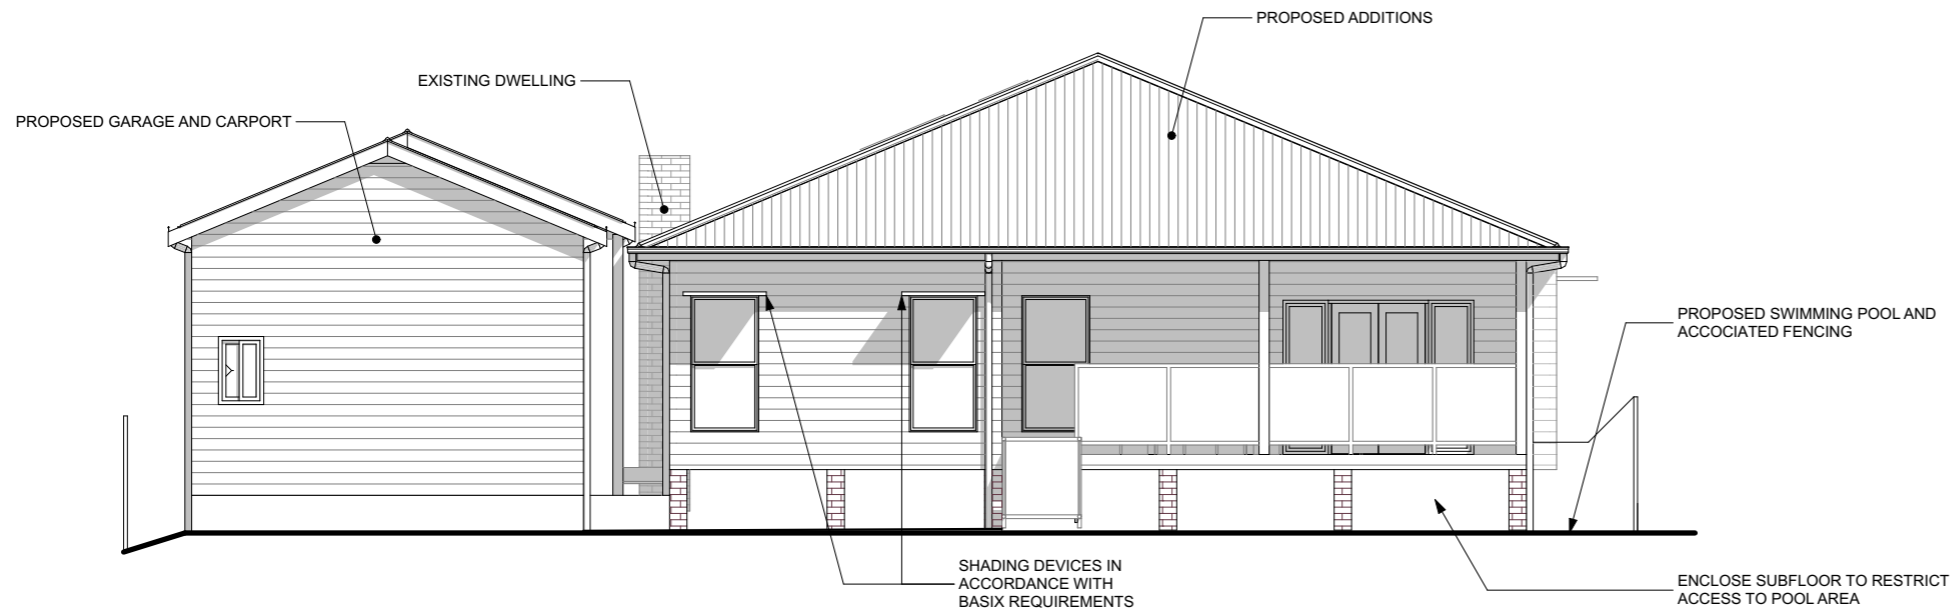 PROPOSED ADDITIONS
EXISTING DWELLING
PROPOSED GARAGE AND CARPORT
PROPOSED SWIMMING POOL AND
ACCOCIATED FENCING
SHADING DEVICES IN
ACCORDANCE WITH
BASIX REQUIREMENTS
ENCLOSE SUBFLOOR TO RESTRICT
ACCESS TO POOL AREA